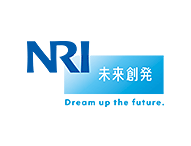 NRI 未来創発
Dream up the future.